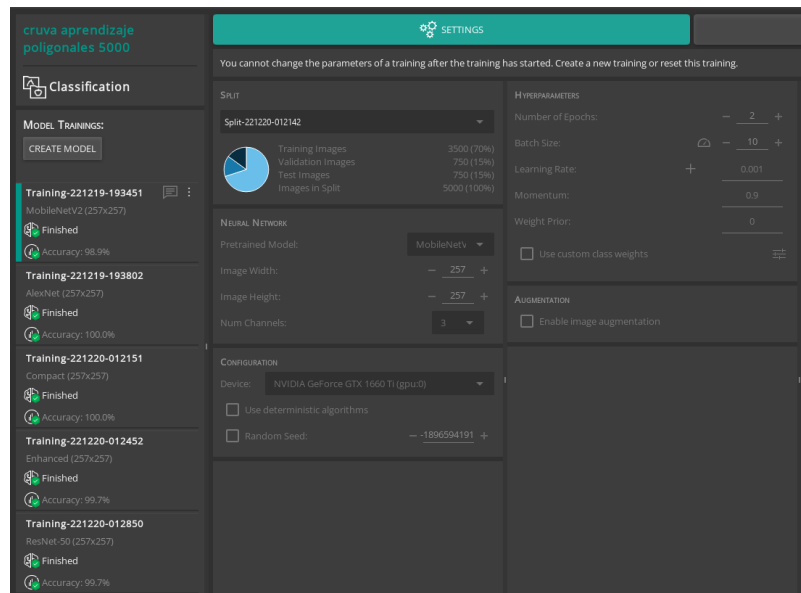 cruva aprendizaje
poligonales 5000
Classification
MODEL TRAININGS:
CREATE MODEL
Training-221219-193451
MobileNetV2 (257x257)
Finished
Accuracy: 98.9%
Training-221219-193802
AlexNet (257x257)
Finished
Accuracy: 100.0%
Training-221220-012151
Compact (257x257)
Finished
Accuracy: 100.0%
Training-221220-012452
Enhanced (257x257)
Finished
Accuracy: 99.7%
Training-221220-012850
ResNet-50 (257x257)
Finished
Accuracy: 99.7%
SETTINGS
You cannot change the parameters of a training after the training has started. Create a new training or reset this training.
SPLIT
Split-221220-012142
Training Images 3500 (70%)
Validation Images 750 (15%)
Test Images 750 (15%)
Images in Split 5000 (100%)
NEURAL NETWORK
Pretrained Model: MobileNetV
Image Width: − 257 +
Image Height: − 257 +
Num Channels: 3
CONFIGURATION
Device: NVIDIA GeForce GTX 1660 Ti (gpu:0)
Use deterministic algorithms
Random Seed: − -1896594191 +
HYPERPARAMETERS
Number of Epochs: − 2 +
Batch Size: − 10 +
Learning Rate: + 0.001
Momentum: 0.9
Weight Prior: 0
Use custom class weights
AUGMENTATION
Enable image augmentation